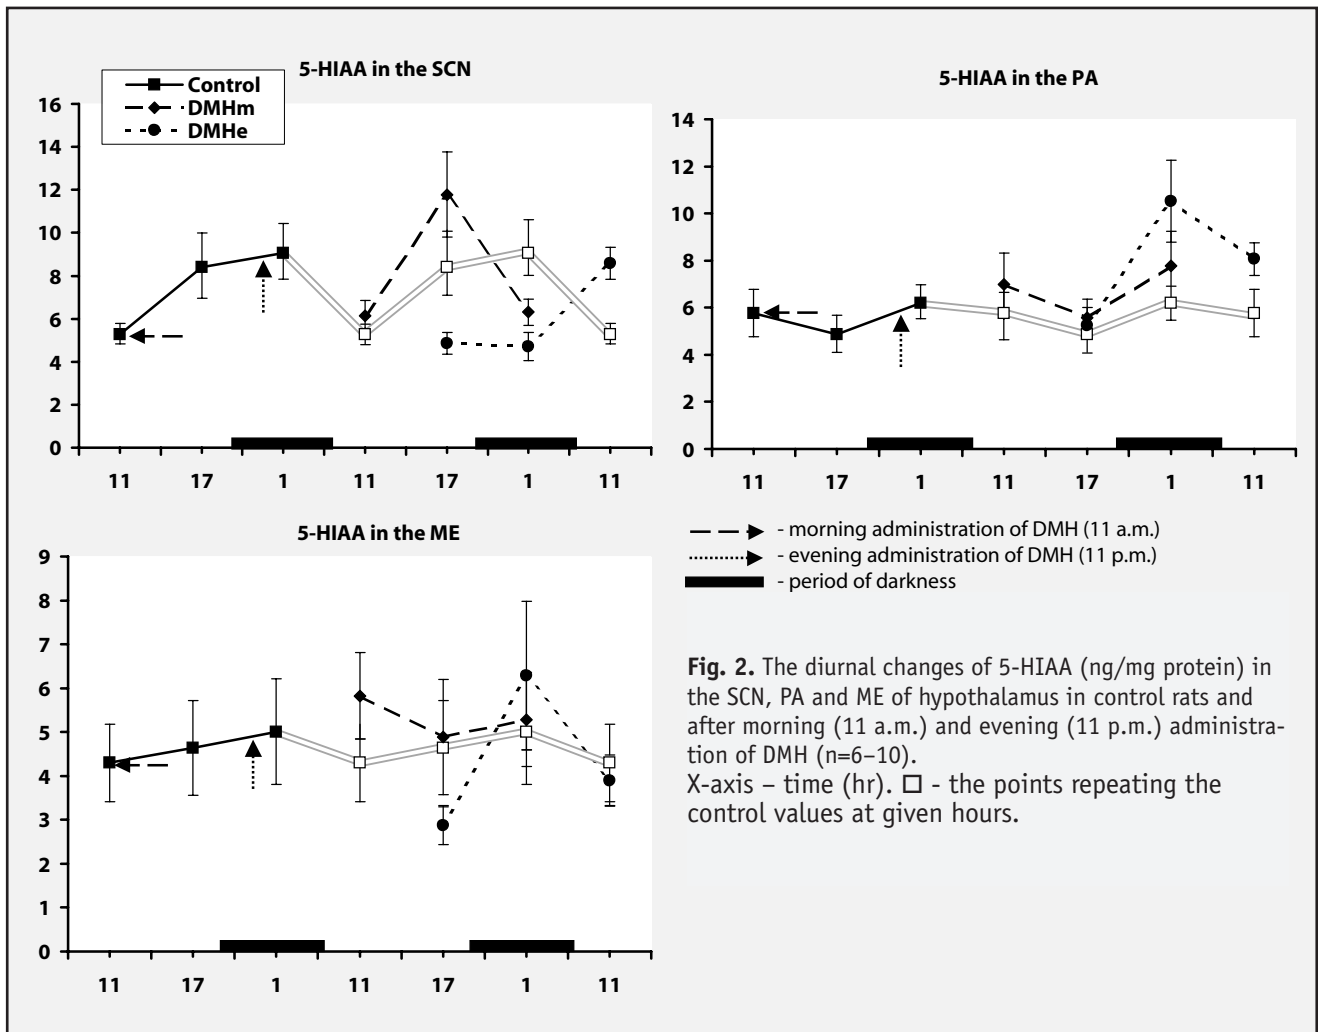 5-HIAA in the SCN
Control
DMHm
DMHe
16
14
12
10
8
6
4
2
0
11 17 1 11 17 1 11
5-HIAA in the PA
14
12
10
8
6
4
2
0
11 17 1 11 17 1 11
5-HIAA in the ME
9
8
7
6
5
4
3
2
1
0
11 17 1 11 17 1 11
- morning administration of DMH (11 a.m.)
- evening administration of DMH (11 p.m.)
- period of darkness
Fig. 2. The diurnal changes of 5-HIAA (ng/mg protein) in
the SCN, PA and ME of hypothalamus in control rats and
after morning (11 a.m.) and evening (11 p.m.) administra-
tion of DMH (n=6–10).
X-axis – time (hr). □ - the points repeating the
control values at given hours.